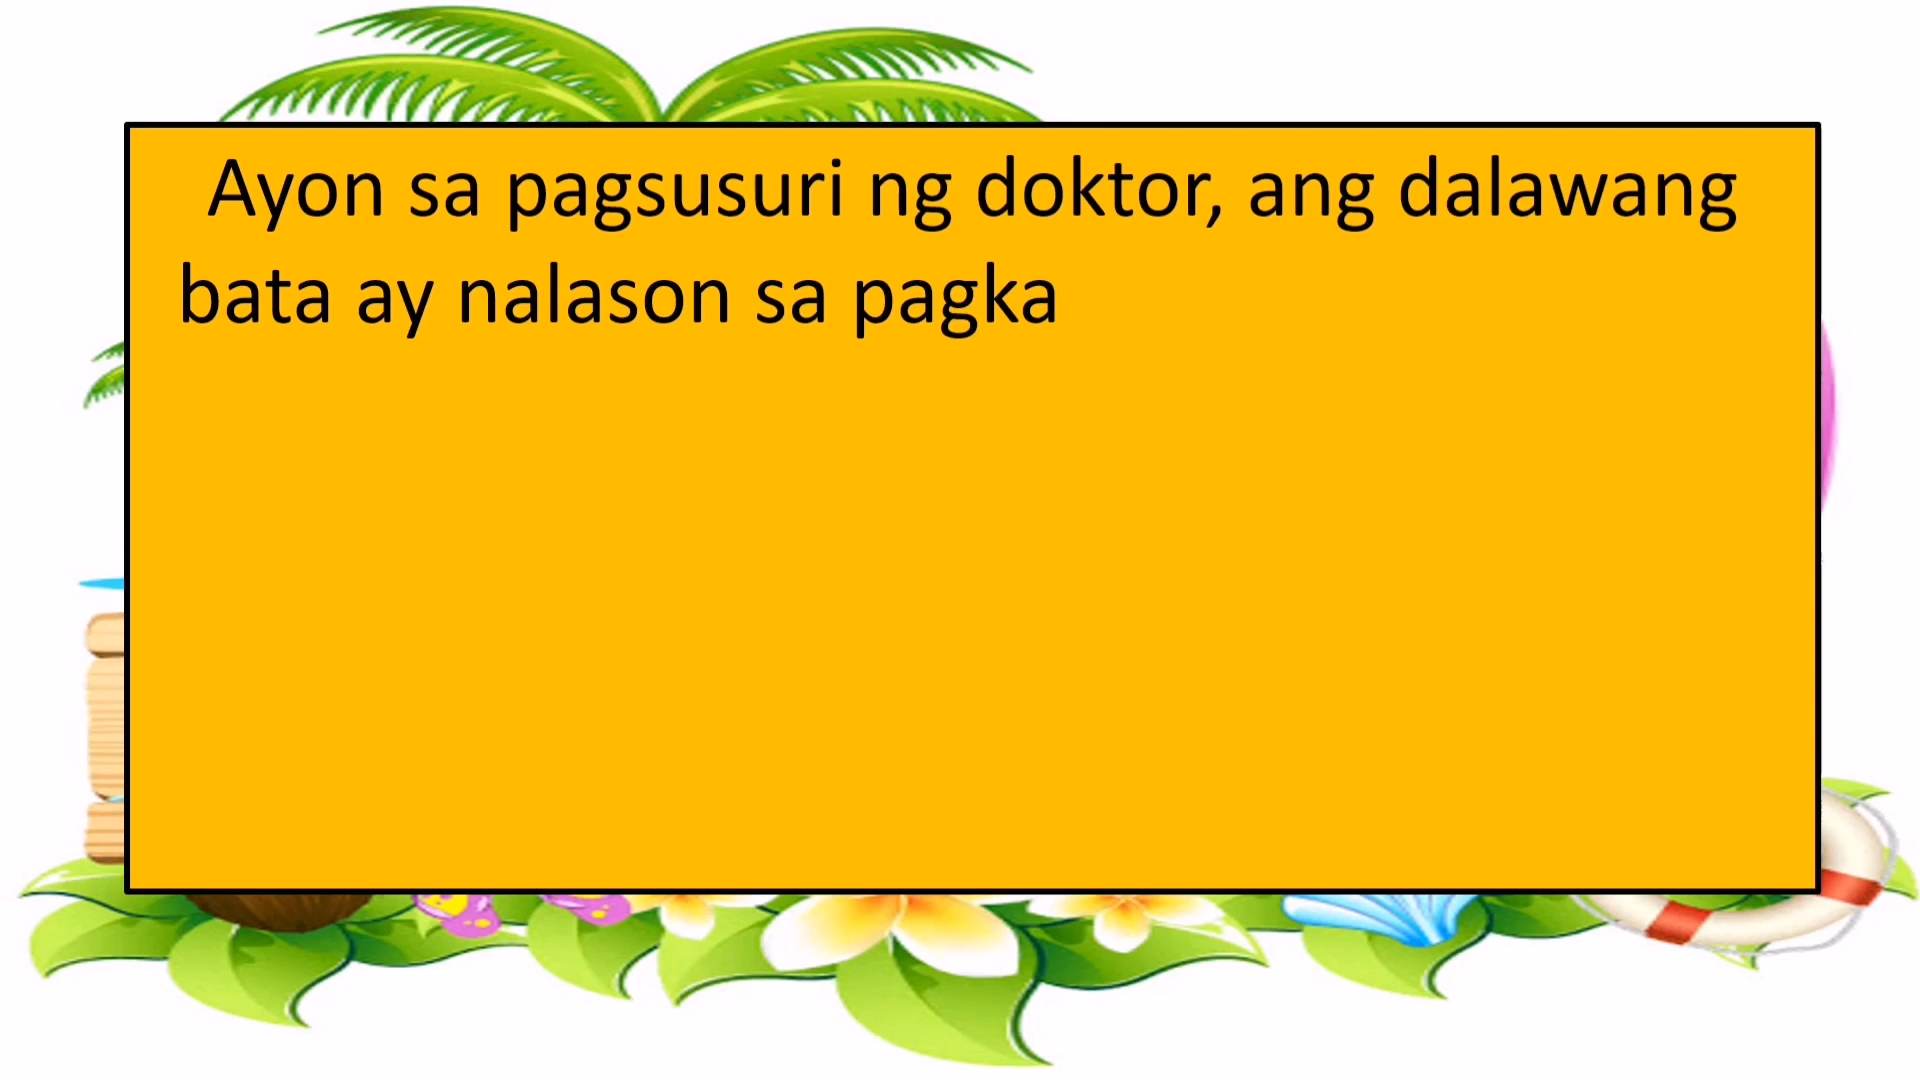 Ayon sa pagsusuri ng doktor, ang dalawang
bata ay nalason sa pagka